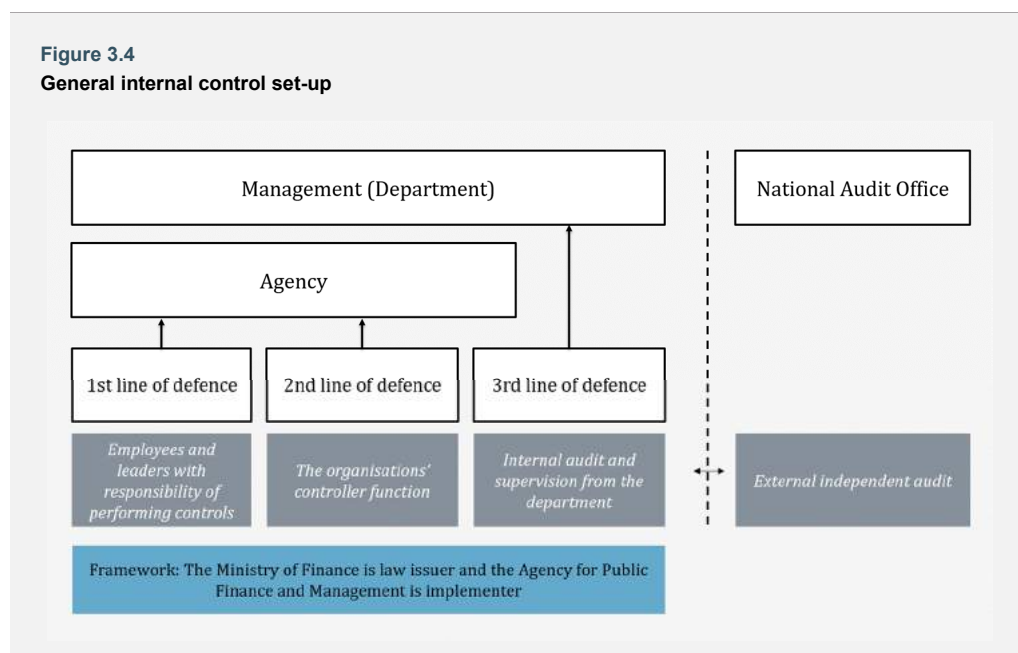 Figure 3.4
General internal control set-up
Management (Department)
National Audit Office
Agency
1st line of defence
2nd line of defence
3rd line of defence
Employees and
leaders with
responsibility of
performing controls
The organisations'
controller function
Internal audit and
supervision from the
department
External independent audit
Framework: The Ministry of Finance is law issuer and the Agency for Public
Finance and Management is implementer